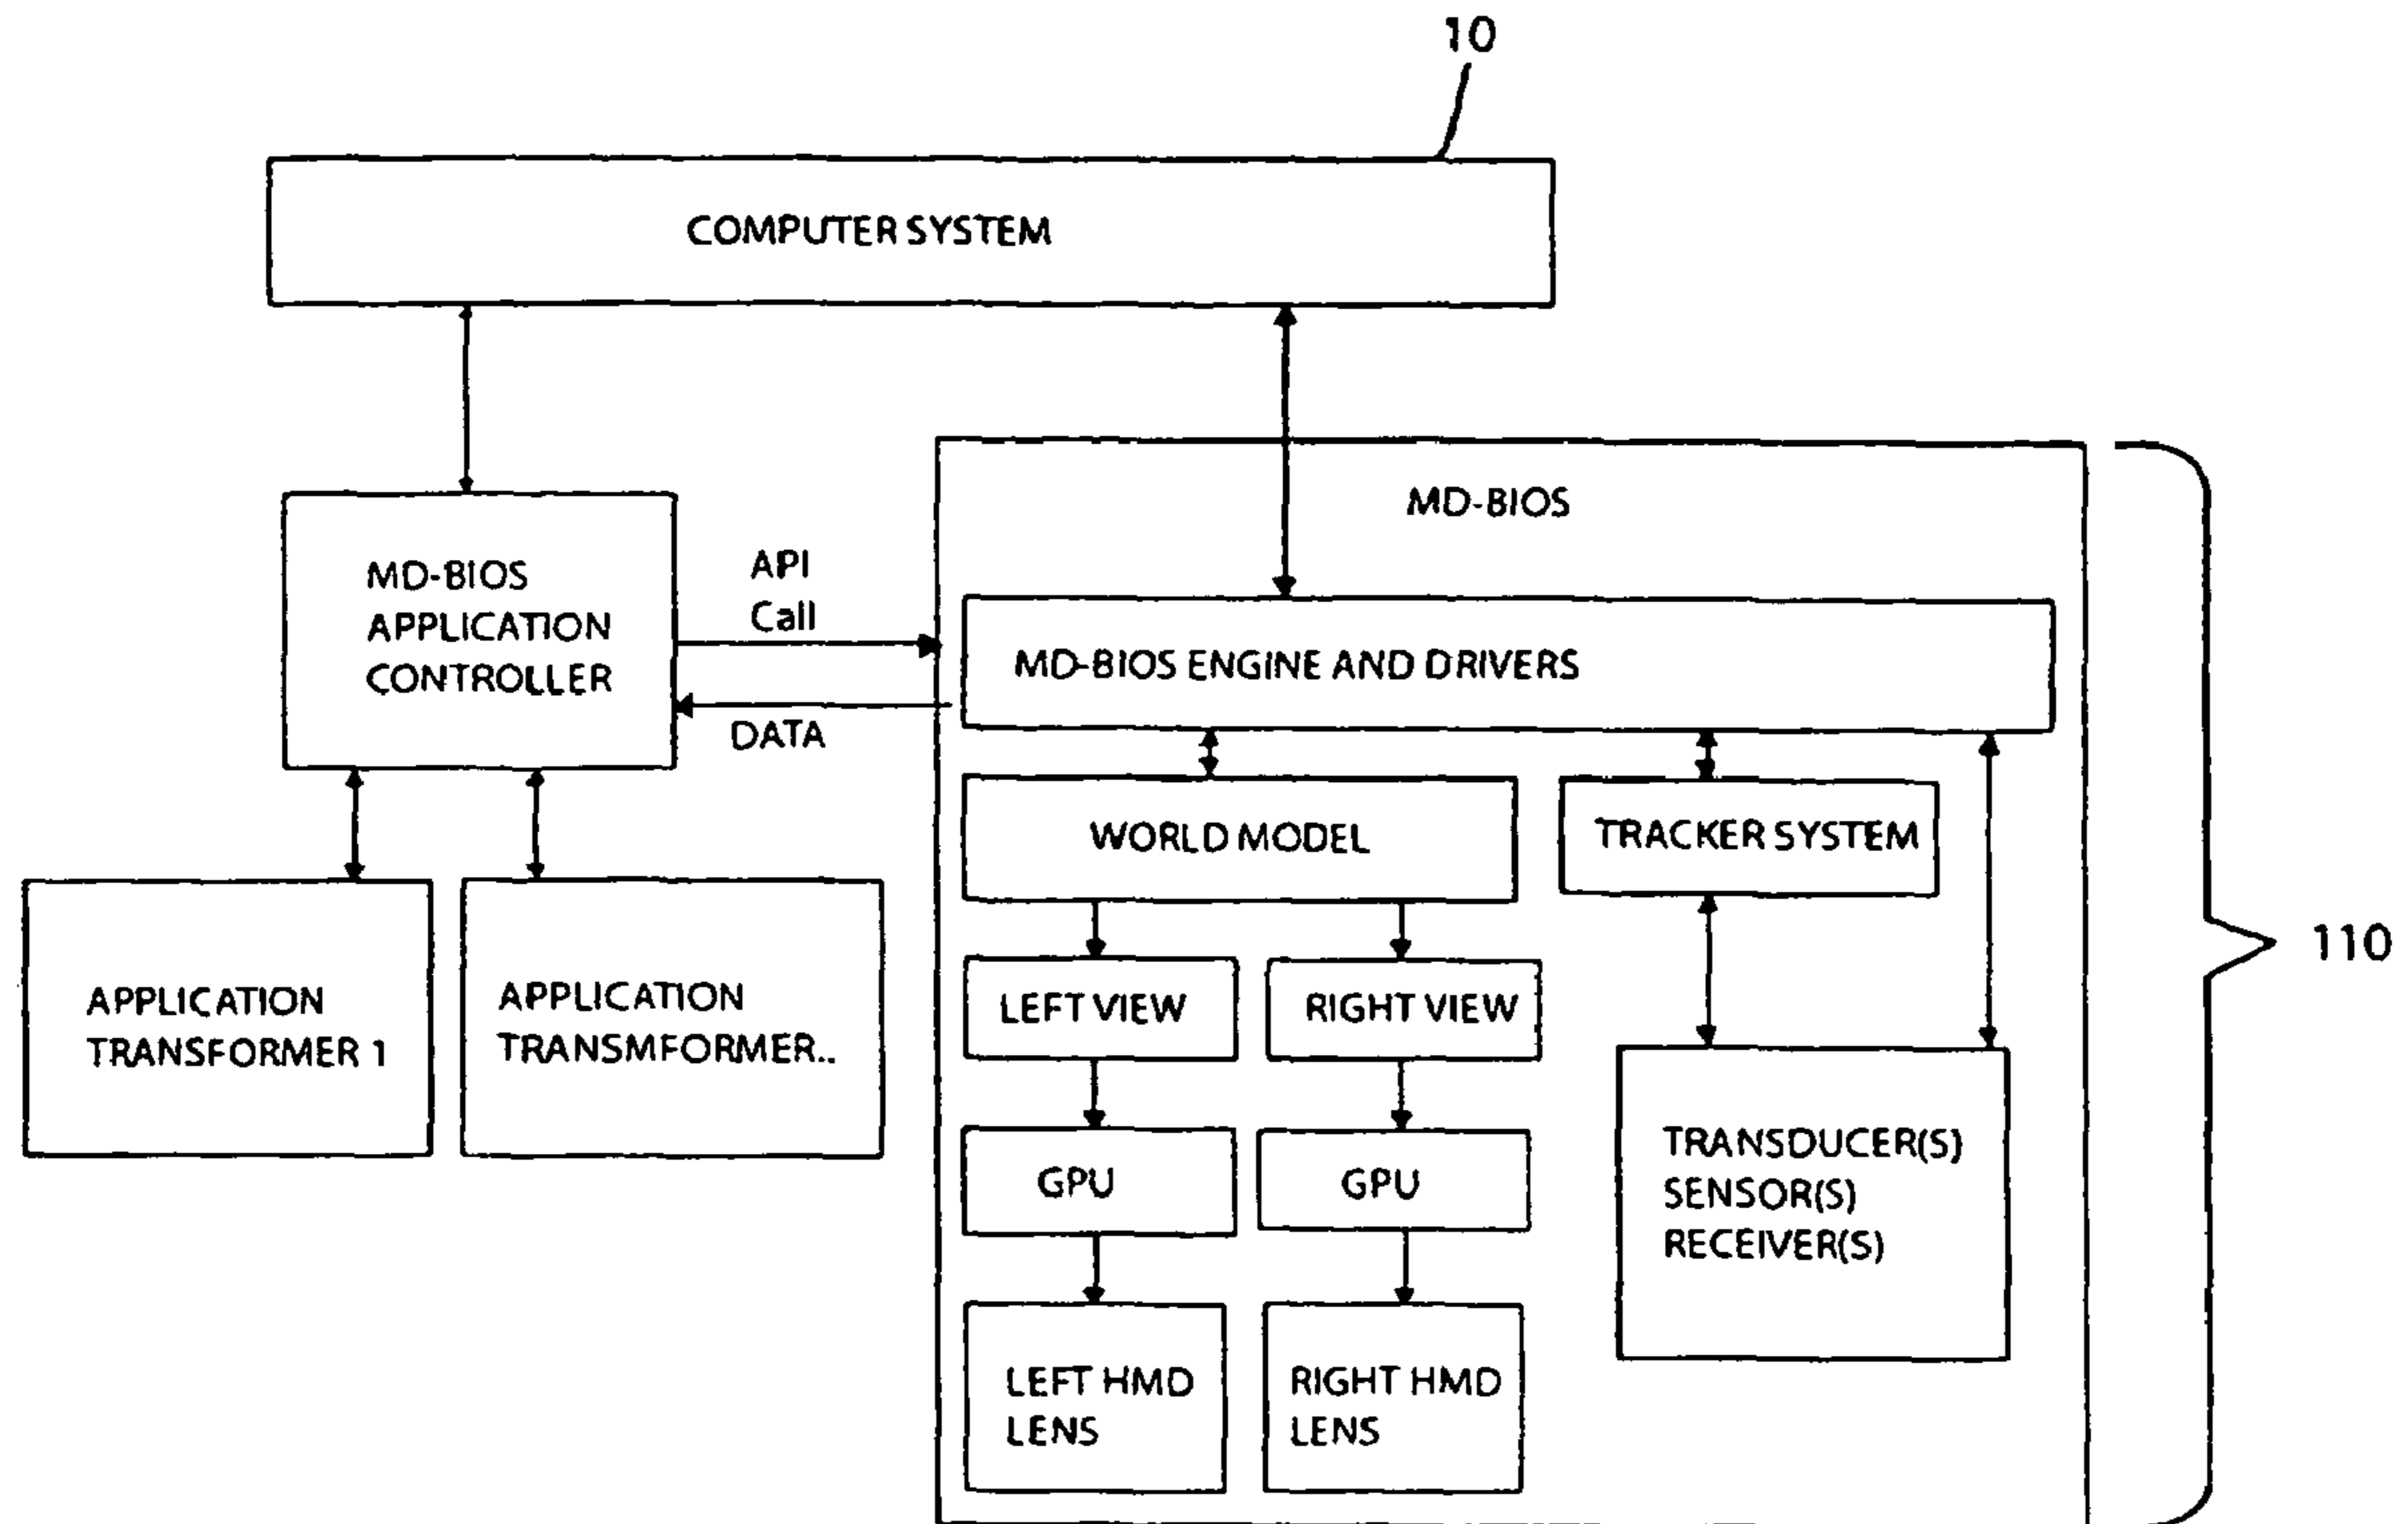 10
COMPUTER SYSTEM
MD-BIOS
API
Call
MD-BIOS
APPLICATION
CONTROLLER
MD-BIOS ENGINE AND DRIVERS
DATA
WORLD MODEL
TRACKER SYSTEM
110
APPLICATION
TRANSFORMER 1
APPLICATION
TRANSMFORMER..
LEFT VIEW
RIGHT VIEW
GPU
GPU
TRANSDUCER(S)
SENSOR(S)
RECEIVER(S)
LEFT HMD
LENS
RIGHT HMD
LENS